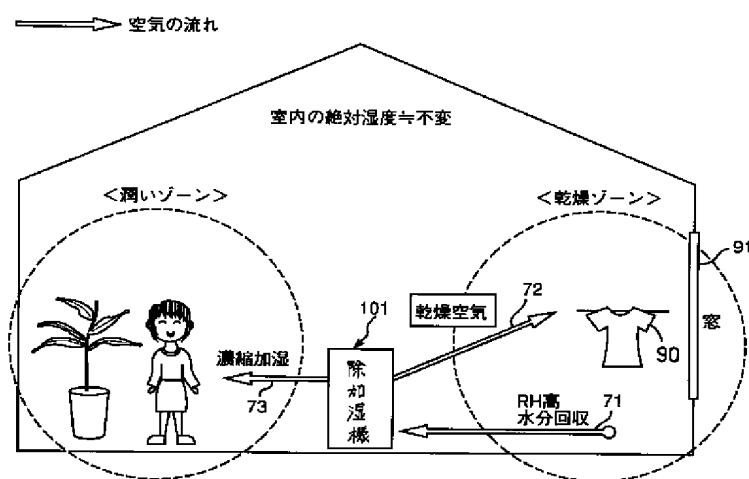 空気の流れ
室内の絶対湿度≒不変
＜潤いゾーン＞
＜乾燥ゾーン＞
91
窓
72
乾燥空気
101
90
濃縮加湿
除加湿機
73
RH高
71
水分回収